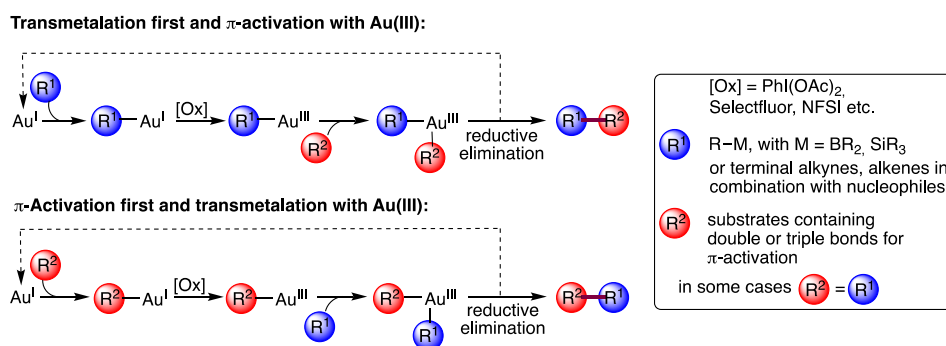 Transmetalation first and π-activation with Au(III):
R¹
Au^I
R¹ Au^I
[Ox]
R¹ Au^III
R²
R¹ Au^III
R²
reductive
elimination
R¹ R²
π-Activation first and transmetalation with Au(III):
R²
Au^I
R² Au^I
[Ox]
R² Au^III
R¹
R² Au^III
R¹
reductive
elimination
R² R¹
[Ox] = PhI(OAc)₂,
Selectfluor, NFSI etc.
R¹ R−M, with M = BR₂, SiR₃
or terminal alkynes, alkenes in
combination with nucleophiles
R² substrates containing
double or triple bonds for
π-activation
in some cases R² = R¹